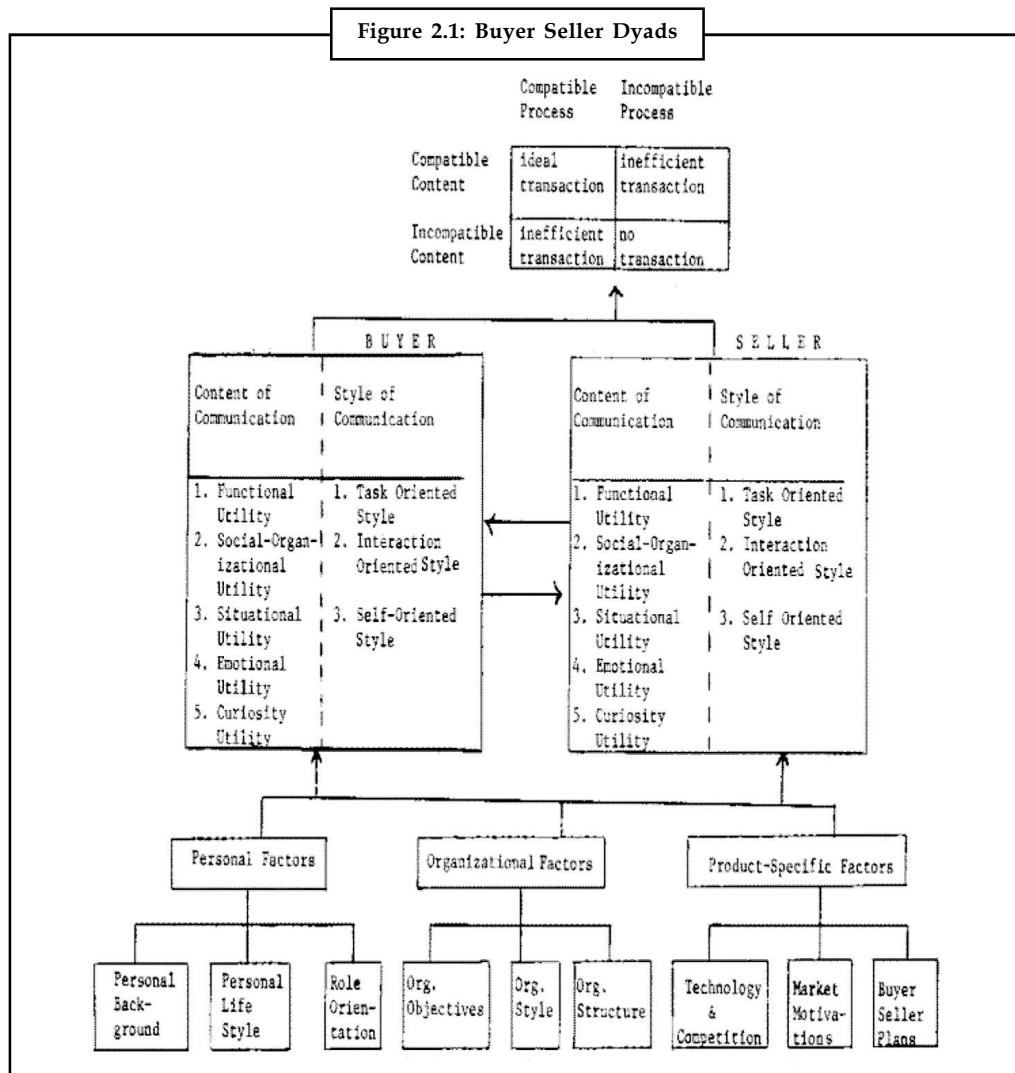 Figure 2.1: Buyer Seller Dyads
Compatible Process
Incompatible Process
Compatible Content
ideal transaction
inefficient transaction
Incompatible Content
inefficient transaction
no transaction
BUYER
SELLER
Content of Communication
Style of Communication
1. Functional Utility
2. Social-Organ-
izational Utility
3. Situational Utility
4. Emotional Utility
5. Curiosity Utility
1. Task Oriented Style
2. Interaction Oriented Style
3. Self-Oriented Style
Content of Communication
Style of Communication
1. Functional Utility
2. Social-Organ-
izational Utility
3. Situational Utility
4. Emotional Utility
5. Curiosity Utility
1. Task Oriented Style
2. Interaction Oriented Style
3. Self Oriented Style
Personal Factors
Organizational Factors
Product-Specific Factors
Personal Back-
ground
Personal Life Style
Role Orien-
tation
Org. Objectives
Org. Style
Org. Structure
Technology & Competition
Market Motiva-
tions
Buyer Seller Plans